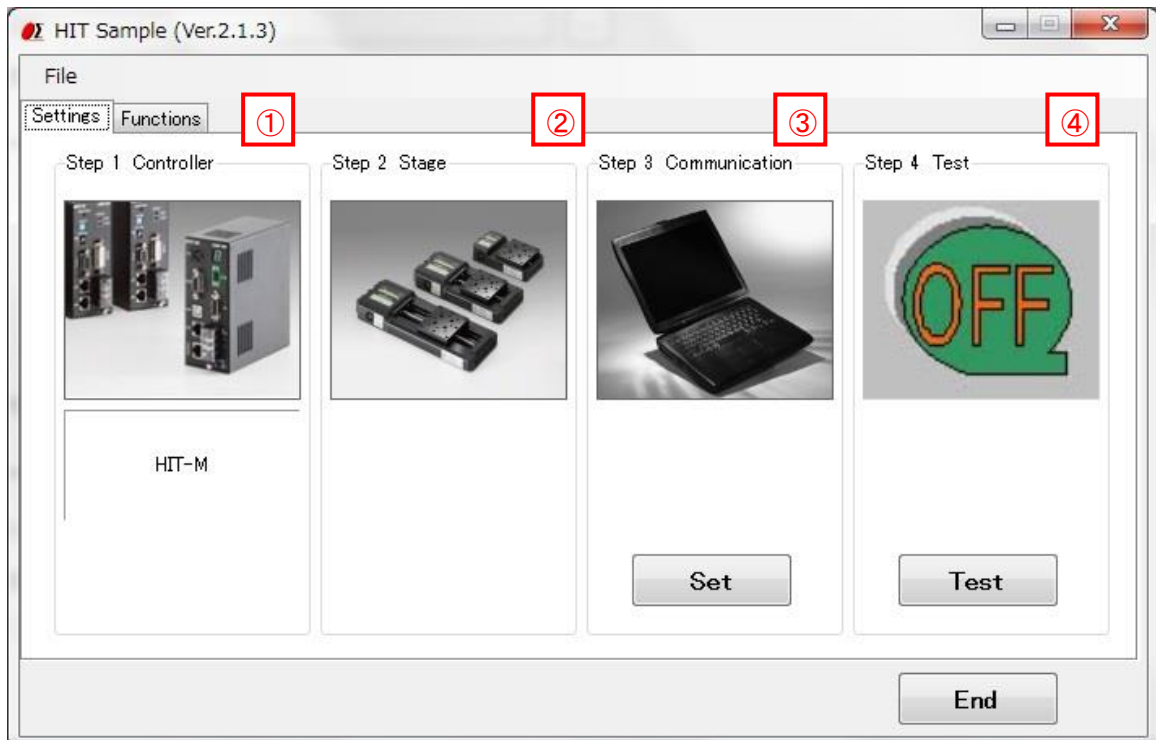 HIT Sample (Ver.2.1.3)
File
Settings Functions
① ② ③ ④
Step 1 Controller Step 2 Stage Step 3 Communication Step 4 Test
OFF
HIT-M
Set Test
End